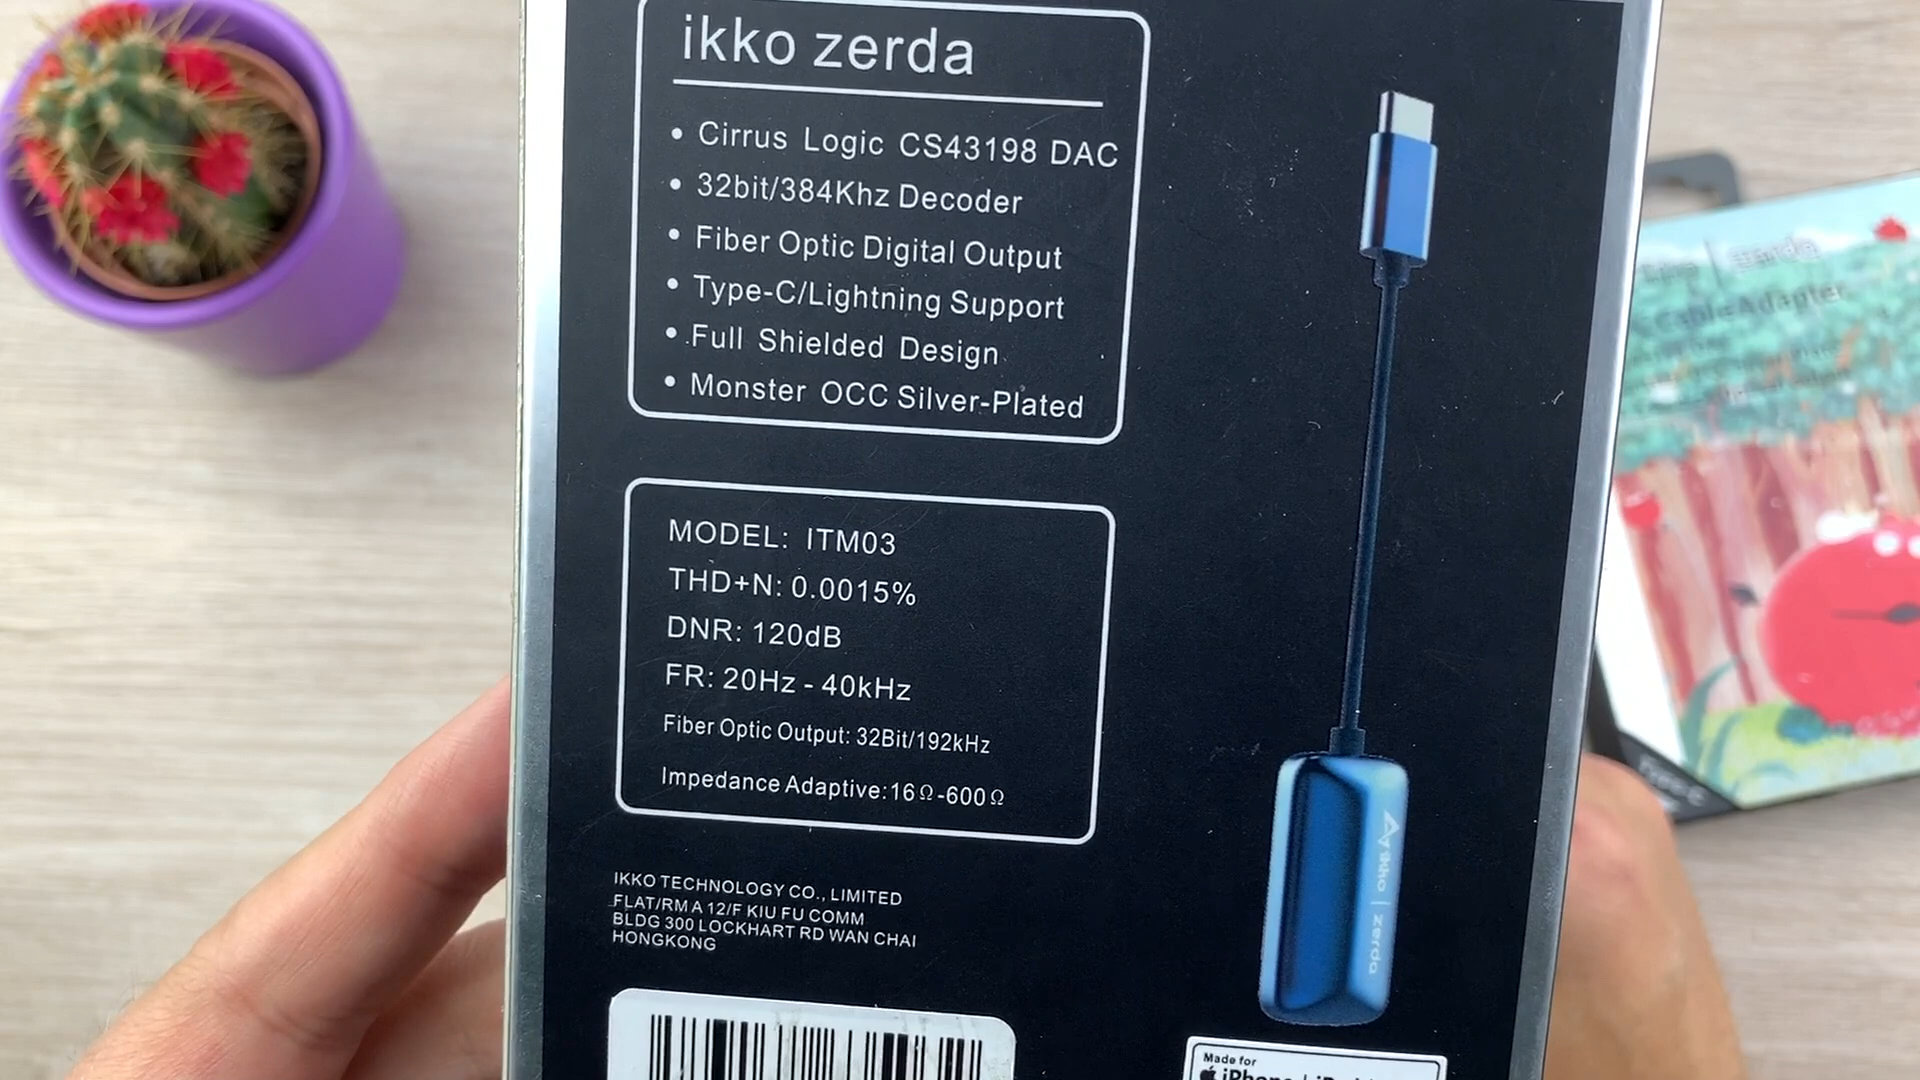 ikko zerda
• Cirrus Logic CS43198 DAC
• 32bit/384Khz Decoder
• Fiber Optic Digital Output
• Type-C/Lightning Support
• Full Shielded Design
• Monster OCC Silver-Plated
MODEL: ITM03
THD+N: 0.0015%
DNR: 120dB
FR: 20Hz - 40kHz
Fiber Optic Output: 32Bit/192kHz
Impedance Adaptive:16Ω-600Ω
IKKO TECHNOLOGY CO., LIMITED
FLAT/RM A 12/F KIU FU COMM
BLDG 300 LOCKHART RD WAN CHAI
HONGKONG
ikko | zerda
Made for
iPhone
zerda
Cable Adapter